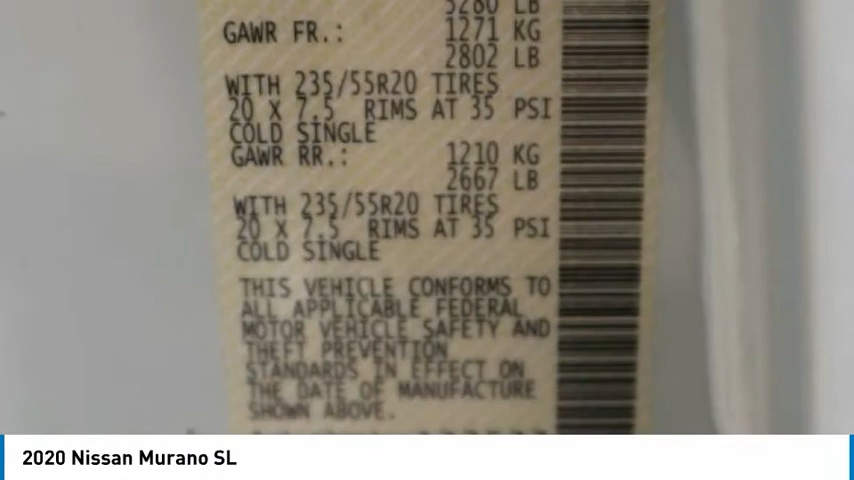 5280 LB
GAWR FR.: 1271 KG
2802 LB
WITH 235/55R20 TIRES
20 X 7.5 RIMS AT 35 PSI
COLD SINGLE
GAWR RR.: 1210 KG
2667 LB
WITH 235/55R20 TIRES
20 X 7.5 RIMS AT 35 PSI
COLD SINGLE
THIS VEHICLE CONFORMS TO
ALL APPLICABLE FEDERAL
MOTOR VEHICLE SAFETY AND
THEFT PREVENTION
STANDARDS IN EFFECT ON
THE DATE OF MANUFACTURE
SHOWN ABOVE.
2020 Nissan Murano SL